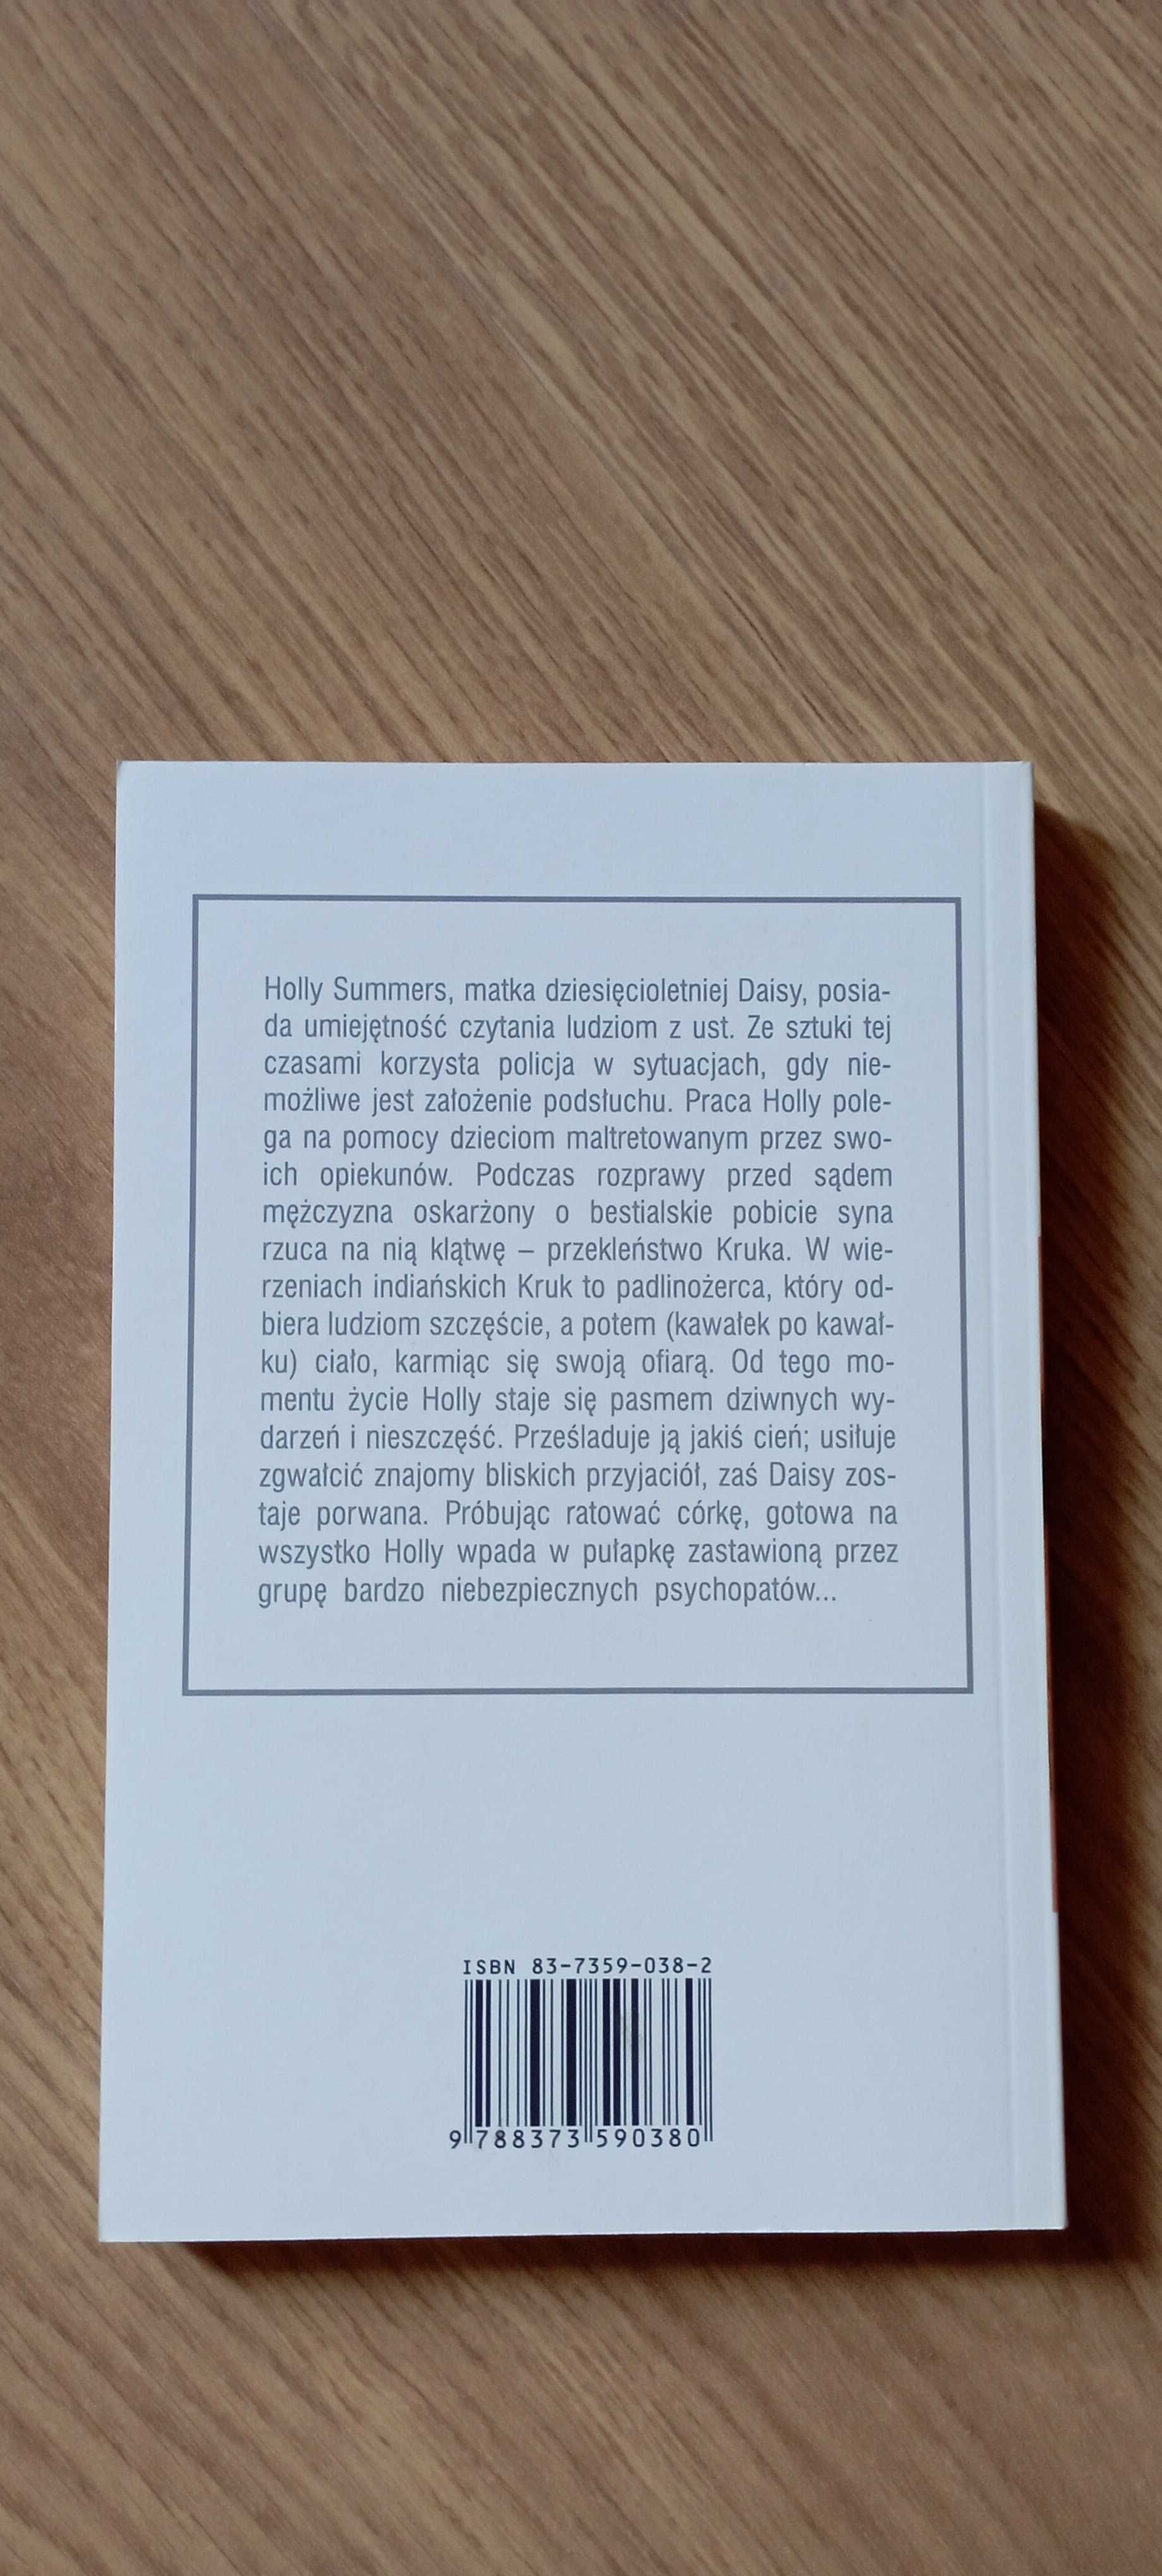 Holly Summers, matka dziesięcioletniej Daisy, posia-
da umiejętność czytania ludziom z ust. Ze sztuki tej
czasami korzysta policja w sytuacjach, gdy nie-
możliwe jest założenie podsłuchu. Praca Holly pole-
ga na pomocy dzieciom maltretowanym przez swo-
ich opiekunów. Podczas rozprawy przed sądem
mężczyzna oskarżony o bestialskie pobicie syna
rzuca na nią klątwę – przekleństwo Kruka. W wie-
rzeniach indiańskich Kruk to padlinożerca, który od-
biera ludziom szczęście, a potem (kawałek po kawał-
ku) ciało, karmiąc się swoją ofiarą. Od tego mo-
mentu życie Holly staje się pasmem dziwnych wy-
darzeń i nieszczęść. Prześladuje ją jakiś cień; usiłuje
zgwałcić znajomy bliskich przyjaciół, zaś Daisy zos-
taje porwana. Próbując ratować córkę, gotowa na
wszystko Holly wpada w pułapkę zastawioną przez
grupę bardzo niebezpiecznych psychopatów...
ISBN 83-7359-038-2
9 788373 590380